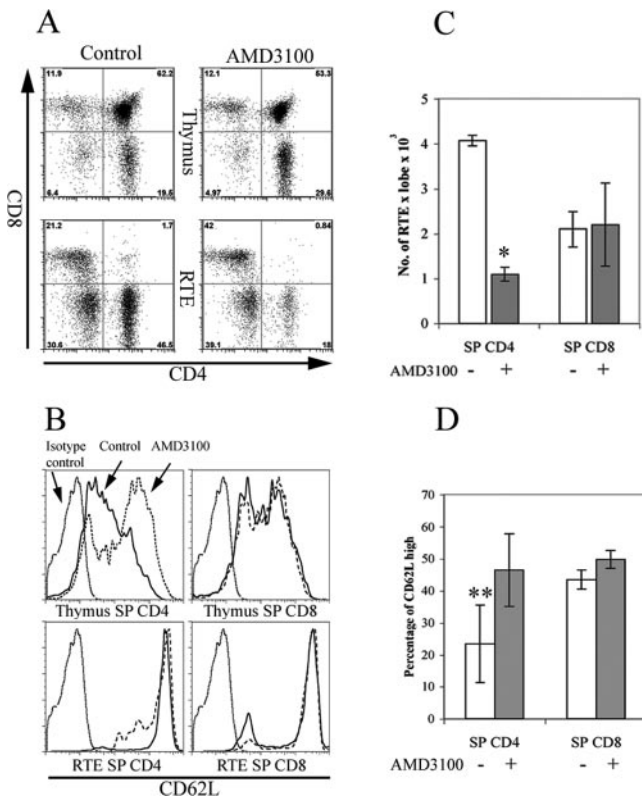 A
Control AMD3100
11.9 62.2
12.1 63.3
6.4 19.5
4.97 29.6
Thymus
21.2 1.7
42 0.84
30.6 46.5
39.1 18
RTE
CD8
CD4
B
Isotype control Control AMD3100
Thymus SP CD4 Thymus SP CD8
RTE SP CD4 RTE SP CD8
CD62L
C
No. of RTE x lobe x 10³
5
4
3
2
1
0
*
SP CD4 SP CD8
AMD3100 - + - +
D
Percentage of CD62L high
70
60
50
40
30
20
10
0
**
SP CD4 SP CD8
AMD3100 - + - +